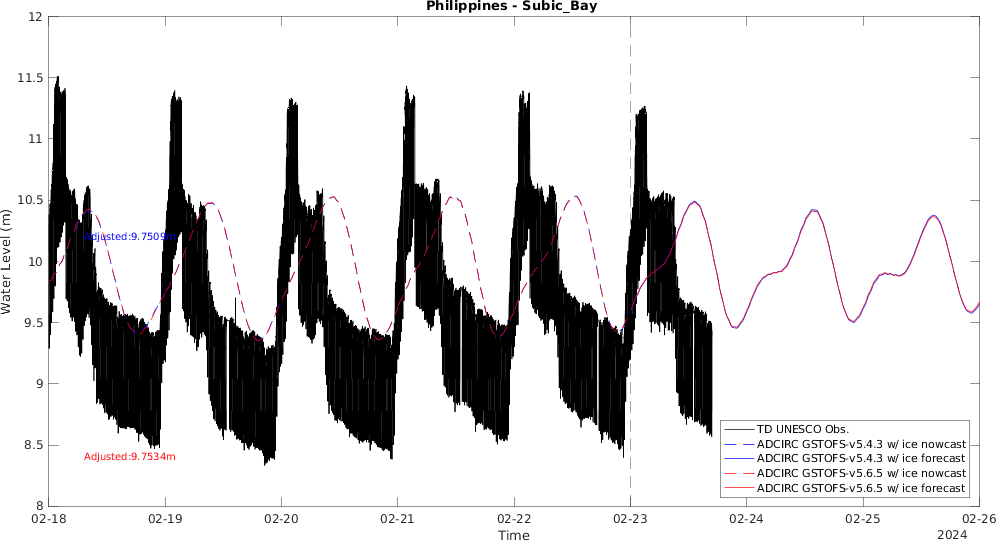 Philippines - Subic_Bay
12
11.5
11
10.5
10
9.5
9
8.5
8
Water Level (m)
Adjusted:9.7509m
Adjusted:9.7534m
TD UNESCO Obs.
ADCIRC GSTOFS-v5.4.3 w/ ice nowcast
ADCIRC GSTOFS-v5.4.3 w/ ice forecast
ADCIRC GSTOFS-v5.6.5 w/ ice nowcast
ADCIRC GSTOFS-v5.6.5 w/ ice forecast
02-18 02-19 02-20 02-21 02-22 02-23 02-24 02-25 02-26
Time
2024